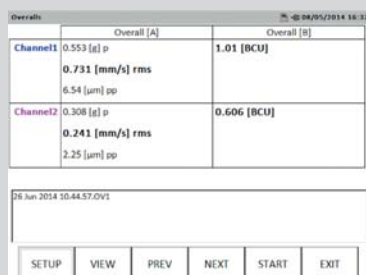 Overalls 08/05/2014 16:33
Overall [A] Overall [B]
Channel1 0.553 [g] p 1.01 [BCU]
0.731 [mm/s] rms
6.54 [µm] pp
Channel2 0.308 [g] p 0.606 [BCU]
0.241 [mm/s] rms
2.25 [µm] pp
26 Jun 2014 10.44.57.OV1
SETUP VIEW PREV NEXT START EXIT